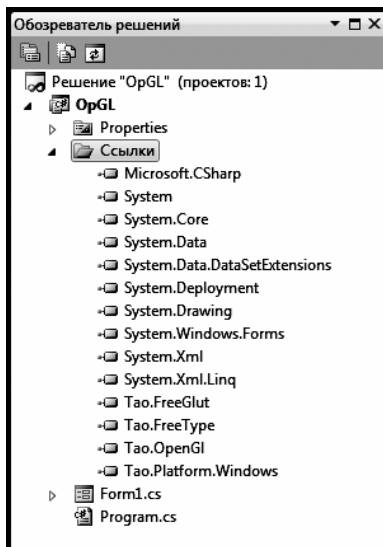 Обозреватель решений
Решение "OpGL" (проектов: 1)
OpGL
Properties
Ссылки
Microsoft.CSharp
System
System.Core
System.Data
System.Data.DataSetExtensions
System.Deployment
System.Drawing
System.Windows.Forms
System.Xml
System.Xml.Linq
Tao.FreeGlut
Tao.FreeType
Tao.OpenGl
Tao.Platform.Windows
Form1.cs
Program.cs